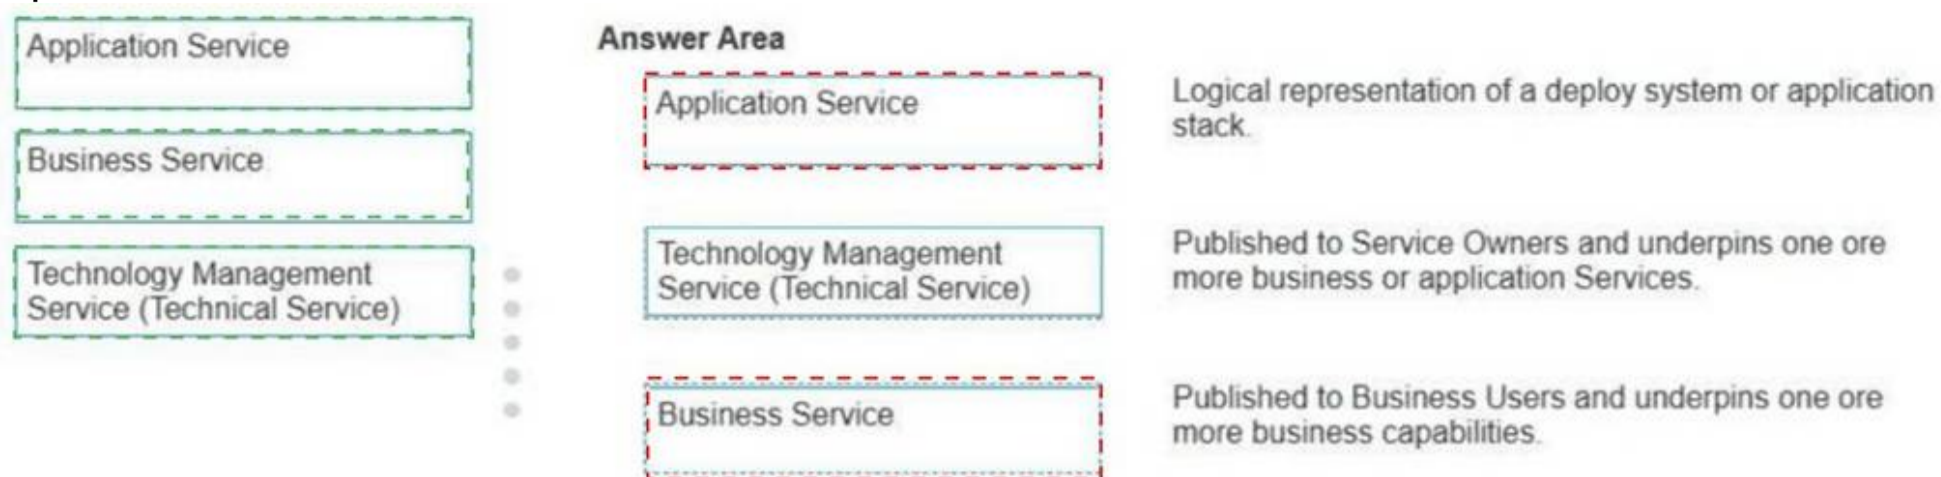 Application Service
Business Service
Technology Management
Service (Technical Service)
Answer Area
Application Service
Logical representation of a deploy system or application
stack.
Technology Management
Service (Technical Service)
Published to Service Owners and underpins one ore
more business or application Services.
Business Service
Published to Business Users and underpins one ore
more business capabilities.